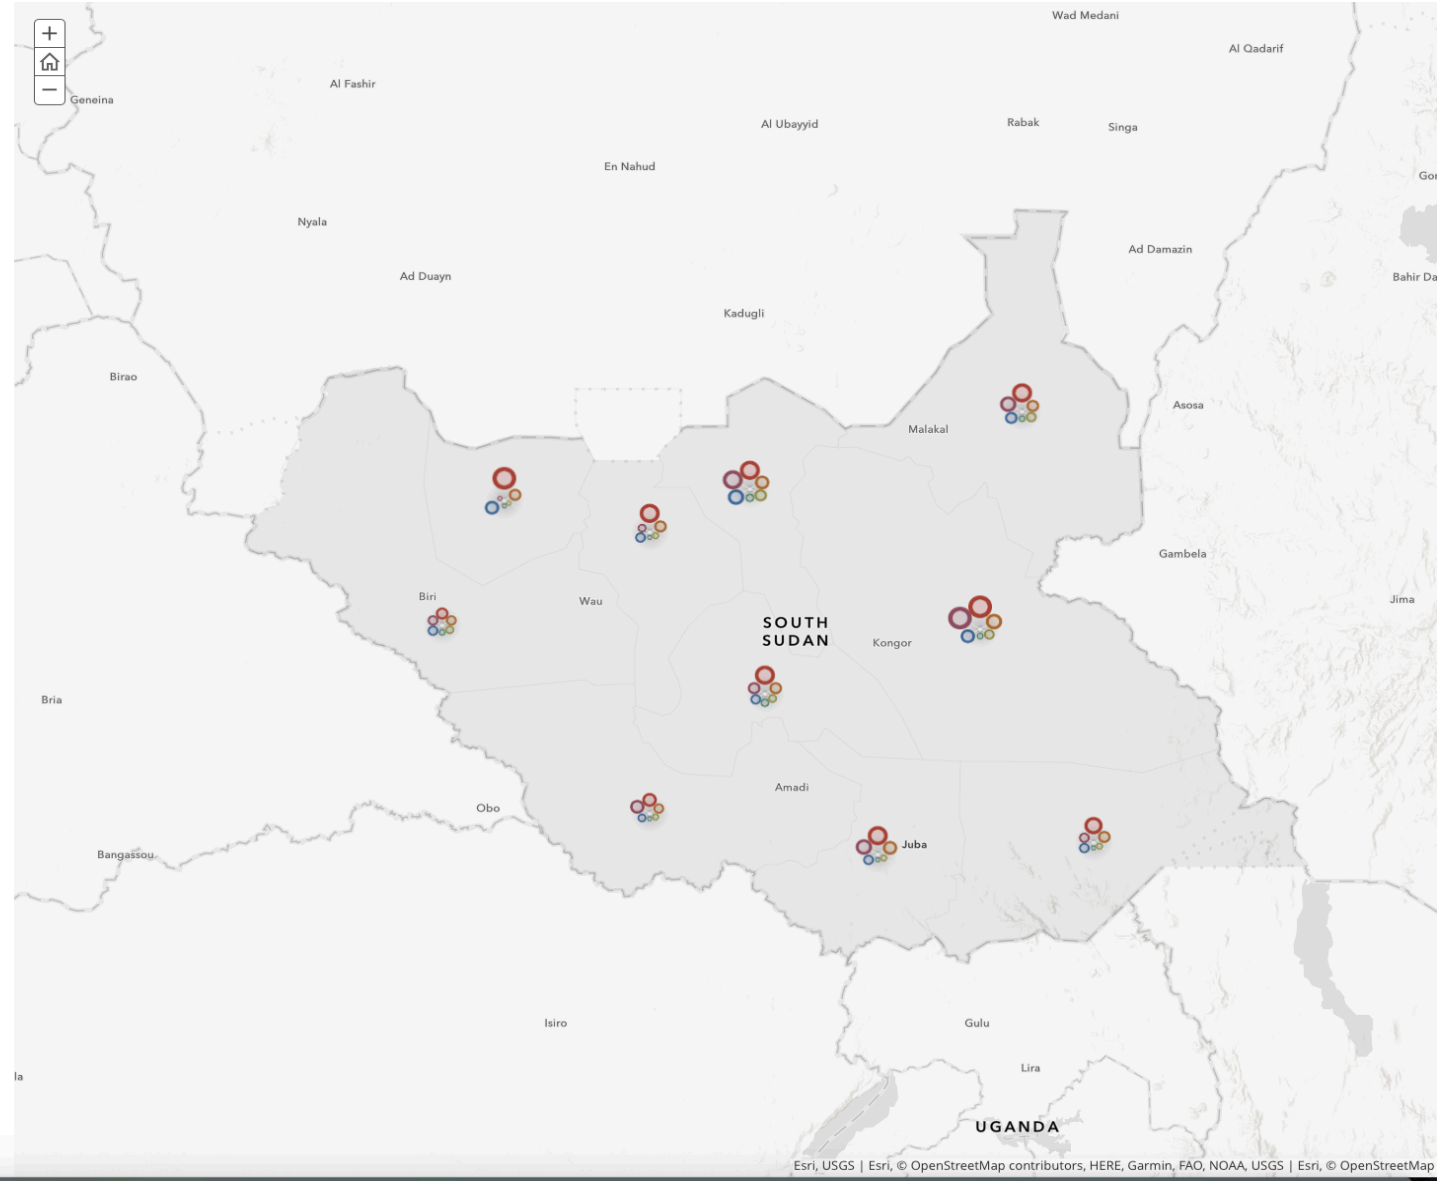 Wad Medani
Al Qadarif
+
Al Fashir
−
Geneina
Al Ubayyid
Rabak
Singa
En Nahud
Gor
Nyala
Ad Damazin
Ad Duayn
Bahir Da
Kadugli
Birao
Asosa
Malakal
Gambela
Biri
Wau
Jima
SOUTH
SUDAN
Kongor
Bria
Amadi
Obo
Juba
Bangassou
Isiro
Gulu
Lira
la
UGANDA
Esri, USGS | Esri, © OpenStreetMap contributors, HERE, Garmin, FAO, NOAA, USGS | Esri, © OpenStreetMap